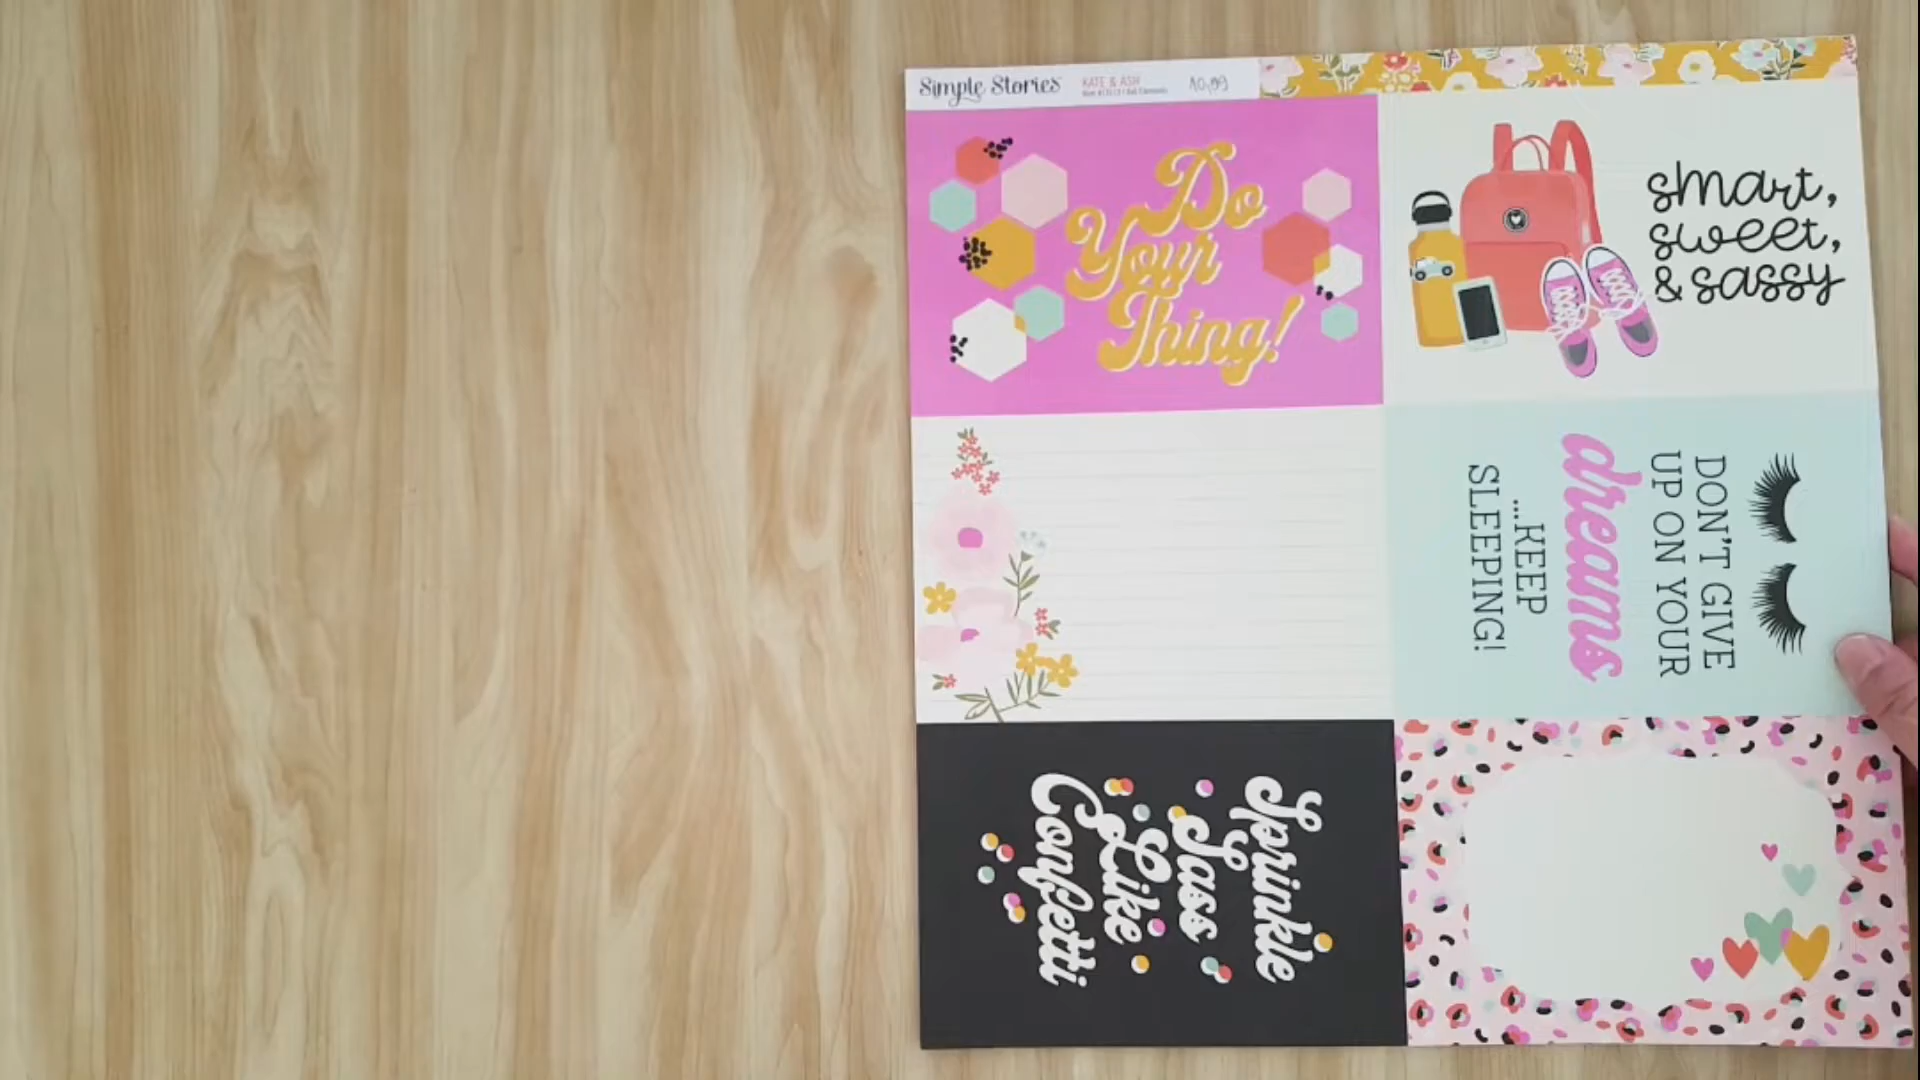 Simple Stories
KATE & ASH
Do
Your
Thing!
smart,
sweet,
& sassy
DON'T GIVE
UP ON YOUR
dreams
...KEEP
SLEEPING!
Sprinkle
Sass
Like
Confetti